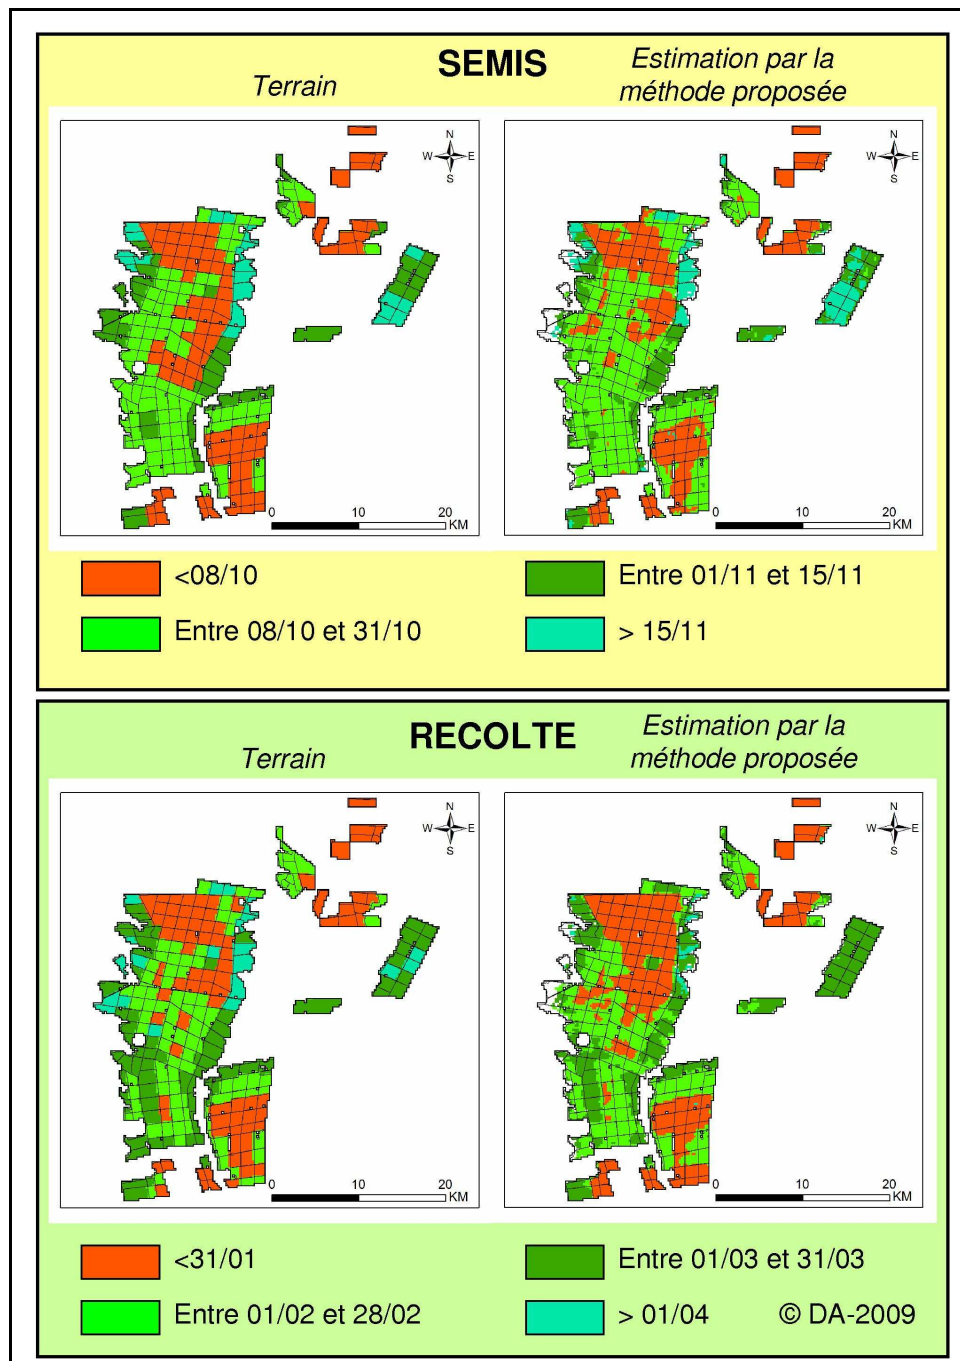 SEMIS
Terrain
Estimation par la
méthode proposée
N
W E
S
N
W E
S
0 10 20
KM
0 10 20
KM
<08/10
Entre 01/11 et 15/11
Entre 08/10 et 31/10
> 15/11
RECOLTE
Terrain
Estimation par la
méthode proposée
N
W E
S
N
W E
S
0 10 20
KM
0 10 20
KM
<31/01
Entre 01/03 et 31/03
Entre 01/02 et 28/02
> 01/04
© DA-2009